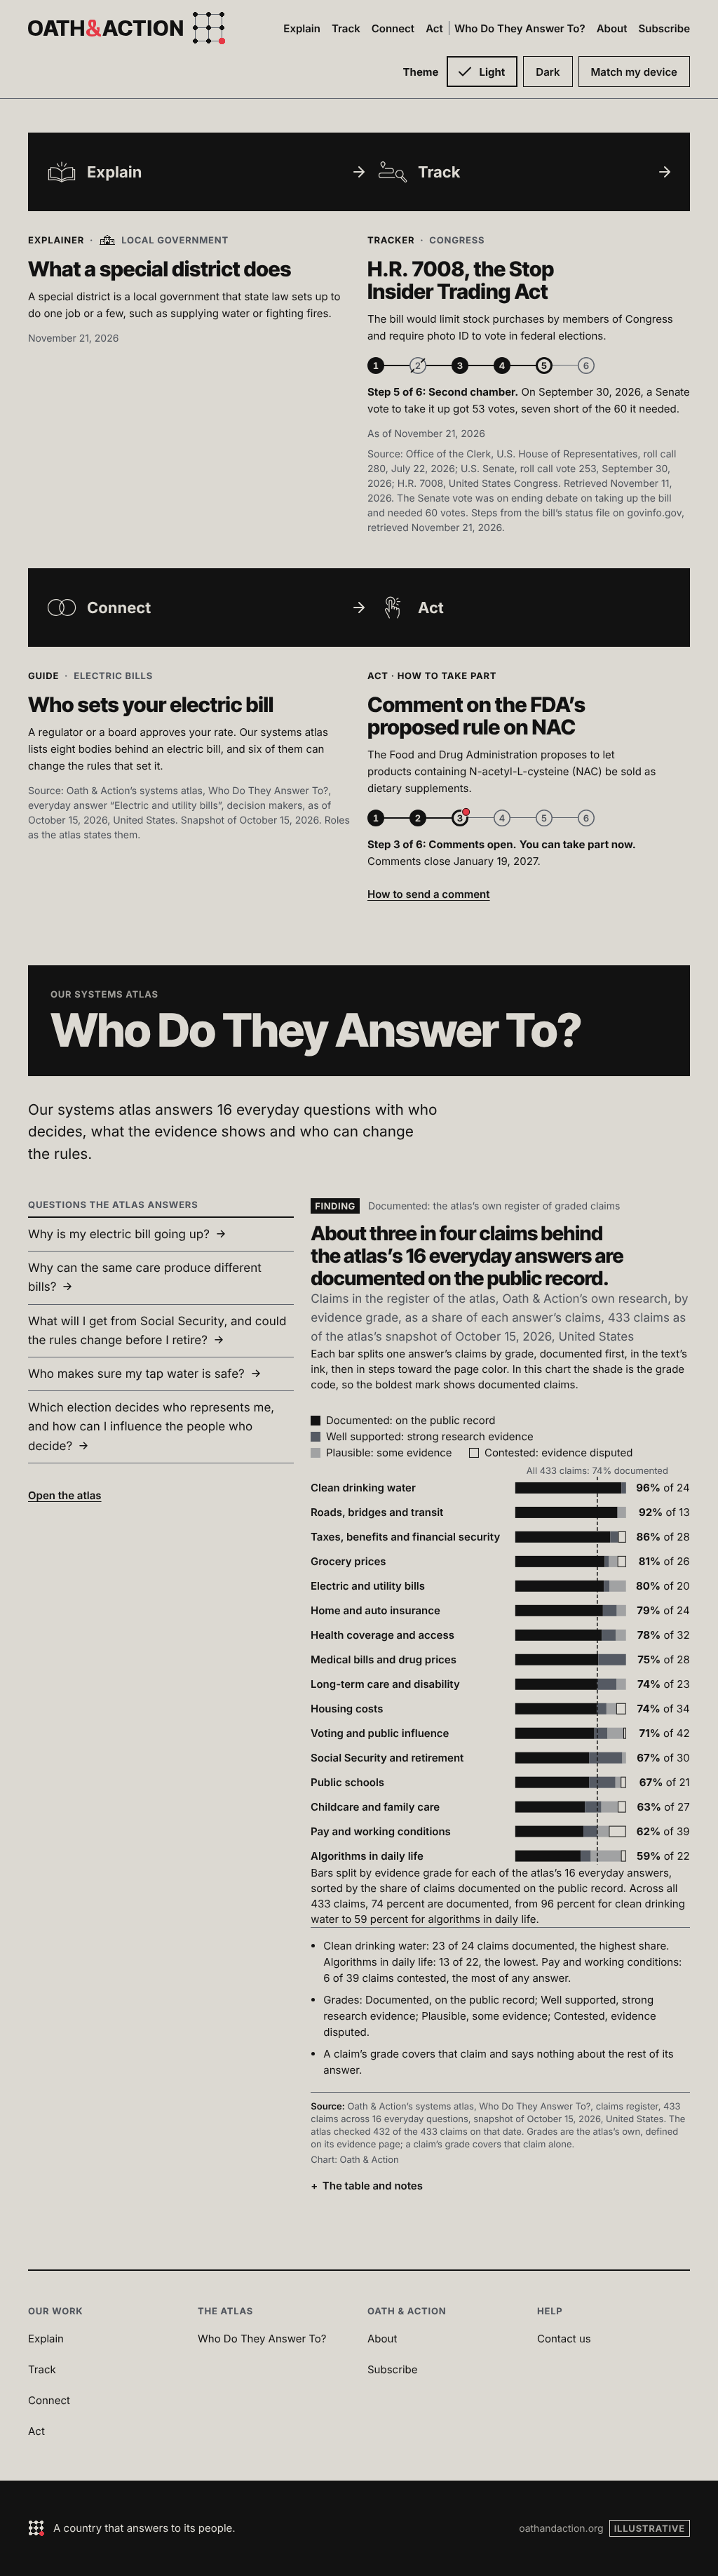 OATH&ACTION
Explain Track Connect Act Who Do They Answer To? About Subscribe
Theme Light Dark Match my device
Explain
Track
EXPLAINER · LOCAL GOVERNMENT
What a special district does
A special district is a local government that state law sets up to
do one job or a few, such as supplying water or fighting fires.
November 21, 2026
TRACKER · CONGRESS
H.R. 7008, the Stop
Insider Trading Act
The bill would limit stock purchases by members of Congress
and require photo ID to vote in federal elections.
1 2 3 4 5 6
Step 5 of 6: Second chamber. On September 30, 2026, a Senate
vote to take it up got 53 votes, seven short of the 60 it needed.
As of November 21, 2026
Source: Office of the Clerk, U.S. House of Representatives, roll call
280, July 22, 2026; U.S. Senate, roll call vote 253, September 30,
2026; H.R. 7008, United States Congress. Retrieved November 11,
2026. The Senate vote was on ending debate on taking up the bill
and needed 60 votes. Steps from the bill’s status file on govinfo.gov,
retrieved November 21, 2026.
Connect
Act
GUIDE · ELECTRIC BILLS
Who sets your electric bill
A regulator or a board approves your rate. Our systems atlas
lists eight bodies behind an electric bill, and six of them can
change the rules that set it.
Source: Oath & Action’s systems atlas, Who Do They Answer To?,
everyday answer “Electric and utility bills”, decision makers, as of
October 15, 2026, United States. Snapshot of October 15, 2026. Roles
as the atlas states them.
ACT · HOW TO TAKE PART
Comment on the FDA’s
proposed rule on NAC
The Food and Drug Administration proposes to let
products containing N-acetyl-L-cysteine (NAC) be sold as
dietary supplements.
1 2 3 4 5 6
Step 3 of 6: Comments open. You can take part now.
Comments close January 19, 2027.
How to send a comment
OUR SYSTEMS ATLAS
Who Do They Answer To?
Our systems atlas answers 16 everyday questions with who
decides, what the evidence shows and who can change
the rules.
QUESTIONS THE ATLAS ANSWERS
Why is my electric bill going up?
Why can the same care produce different
bills?
What will I get from Social Security, and could
the rules change before I retire?
Who makes sure my tap water is safe?
Which election decides who represents me,
and how can I influence the people who
decide?
Open the atlas
FINDING Documented: the atlas’s own register of graded claims
About three in four claims behind
the atlas’s 16 everyday answers are
documented on the public record.
Claims in the register of the atlas, Oath & Action’s own research, by
evidence grade, as a share of each answer’s claims, 433 claims as
of the atlas’s snapshot of October 15, 2026, United States
Each bar splits one answer’s claims by grade, documented first, in the text’s
ink, then in steps toward the page color. In this chart the shade is the grade
code, so the boldest mark shows documented claims.
Documented: on the public record
Well supported: strong research evidence
Plausible: some evidence Contested: evidence disputed
All 433 claims: 74% documented
Clean drinking water 96% of 24
Roads, bridges and transit 92% of 13
Taxes, benefits and financial security 86% of 28
Grocery prices 81% of 26
Electric and utility bills 80% of 20
Home and auto insurance 79% of 24
Health coverage and access 78% of 32
Medical bills and drug prices 75% of 28
Long-term care and disability 74% of 23
Housing costs 74% of 34
Voting and public influence 71% of 42
Social Security and retirement 67% of 30
Public schools 67% of 21
Childcare and family care 63% of 27
Pay and working conditions 62% of 39
Algorithms in daily life 59% of 22
Bars split by evidence grade for each of the atlas’s 16 everyday answers,
sorted by the share of claims documented on the public record. Across all
433 claims, 74 percent are documented, from 96 percent for clean drinking
water to 59 percent for algorithms in daily life.
• Clean drinking water: 23 of 24 claims documented, the highest share.
Algorithms in daily life: 13 of 22, the lowest. Pay and working conditions:
6 of 39 claims contested, the most of any answer.
• Grades: Documented, on the public record; Well supported, strong
research evidence; Plausible, some evidence; Contested, evidence
disputed.
• A claim’s grade covers that claim and says nothing about the rest of its
answer.
Source: Oath & Action’s systems atlas, Who Do They Answer To?, claims register, 433
claims across 16 everyday questions, snapshot of October 15, 2026, United States. The
atlas checked 432 of the 433 claims on that date. Grades are the atlas’s own, defined
on its evidence page; a claim’s grade covers that claim alone.
Chart: Oath & Action
+ The table and notes
OUR WORK
Explain
Track
Connect
Act
THE ATLAS
Who Do They Answer To?
OATH & ACTION
About
Subscribe
HELP
Contact us
A country that answers to its people.
oathandaction.org ILLUSTRATIVE